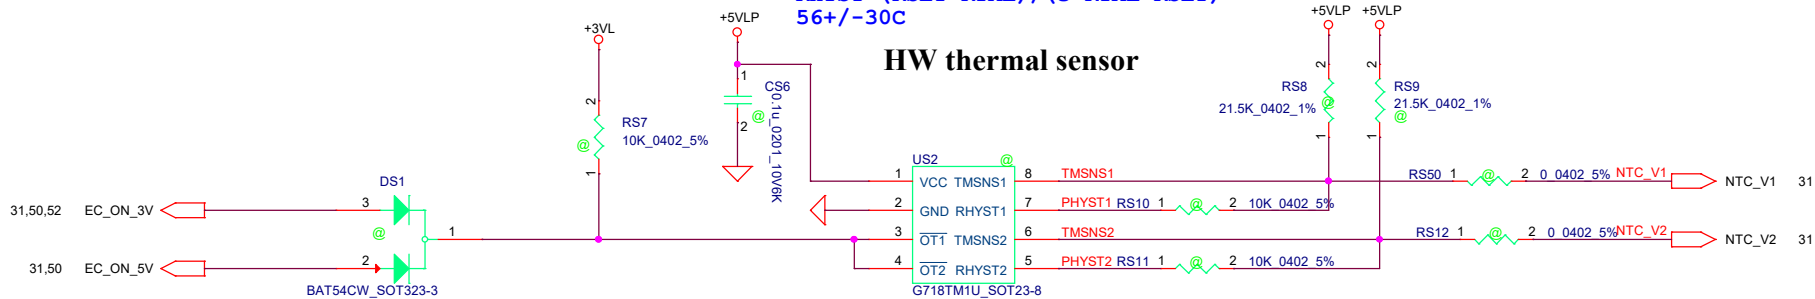 56+/-30C
HW thermal sensor
+3VL
+5VLP
+5VLP
+5VLP
2
RS7
@
10K_0402_5%
1
1
CS6
@
0.1u_0201_10V6K
2
2
RS8
@
21.5K_0402_1%
1
2
RS9
21.5K_0402_1%
@
1
31,50,52
EC_ON_3V
31,50
EC_ON_5V
DS1
3
@
2
1
BAT54CW_SOT323-3
US2
@
1 VCC TMSNS1 8
2 GND RHYST1 7
3 OT1 TMSNS2 6
4 OT2 RHYST2 5
G718TM1U_SOT23-8
TMSNS1
PHYST1 RS10 1 @ 2 10K_0402_5%
TMSNS2
PHYST2 RS11 1 @ 2 10K_0402_5%
RS50 1 @ 2 0_0402_5% NTC_V1
NTC_V1 31
RS12 1 @ 2 0_0402_5% NTC_V2
NTC_V2 31